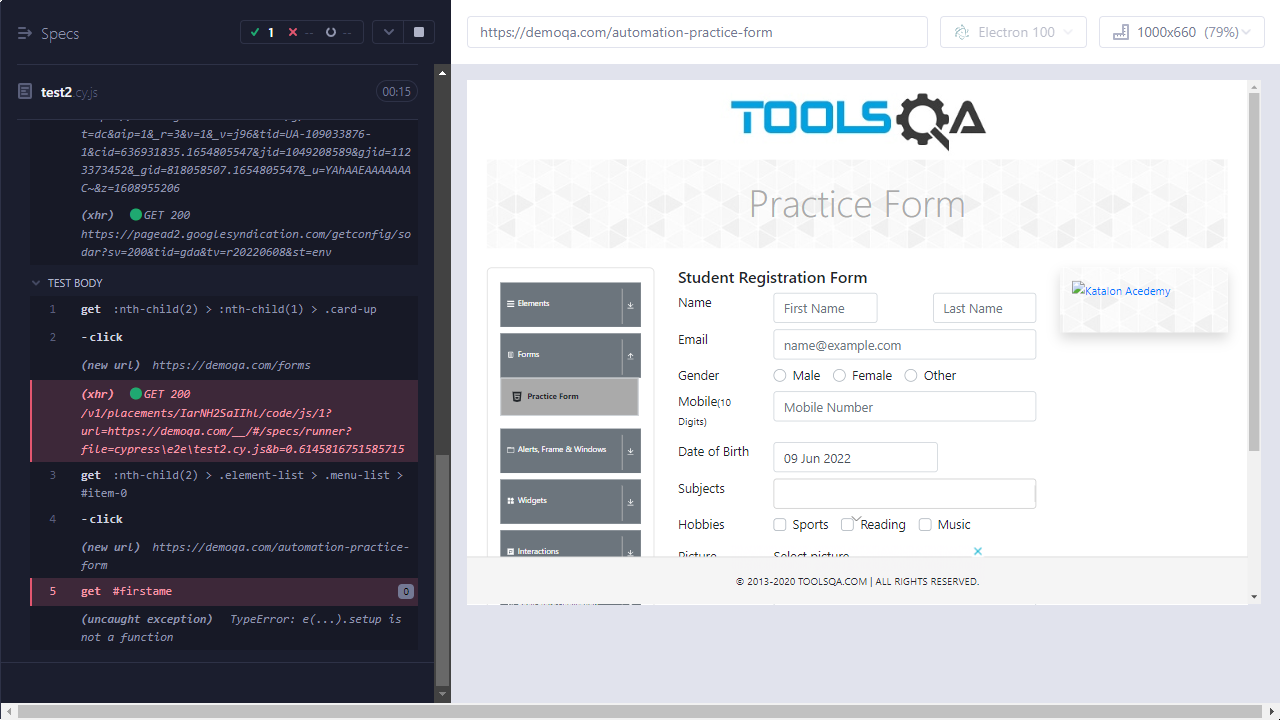 Specs
1
--
--
test2.cy.js
00:15
t=dc&aip=1&_r=3&v=1&_v=j96&tid=UA-109033876-
1&cid=636931835.1654805547&jid=1049208589&gjid=112
3373452&_gid=818058507.1654805547&_u=YAhAAEAAAAAAA
C~&z=1608955206
(xhr) GET 200
https://pagead2.googlesyndication.com/getconfig/so
dar?sv=200&tid=gda&tv=r20220608&st=env
TEST BODY
1 get :nth-child(2) > :nth-child(1) > .card-up
2 -click
(new url) https://demoqa.com/forms
(xhr) GET 200
/v1/placements/IarNH2SaIIhl/code/js/1?
url=https://demoqa.com/__/#/specs/runner?
file=cypress\e2e\test2.cy.js&b=0.6145816751585715
3 get :nth-child(2) > .element-list > .menu-list >
#item-0
4 -click
(new url) https://demoqa.com/automation-practice-
form
5 get #firstame 0
(uncaught exception) TypeError: e(...).setup is
not a function
https://demoqa.com/automation-practice-form
Electron 100
1000x660 (79%)
TOOLSQA
Practice Form
Elements
Forms
Practice Form
Alerts, Frame & Windows
Widgets
Interactions
Student Registration Form
Name First Name Last Name
Email name@example.com
Gender Male Female Other
Mobile(10
Digits)
Mobile Number
Date of Birth 09 Jun 2022
Subjects
Hobbies Sports Reading Music
Picture Select picture
Katalon Acedemy
© 2013-2020 TOOLSQA.COM | ALL RIGHTS RESERVED.